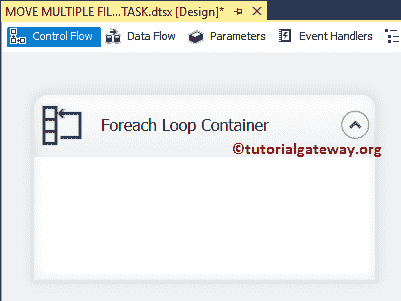 MOVE MULTIPLE FIL...TASK.dtsx [Design]*
Control Flow Data Flow Parameters Event Handlers
Foreach Loop Container
©tutorialgateway.org